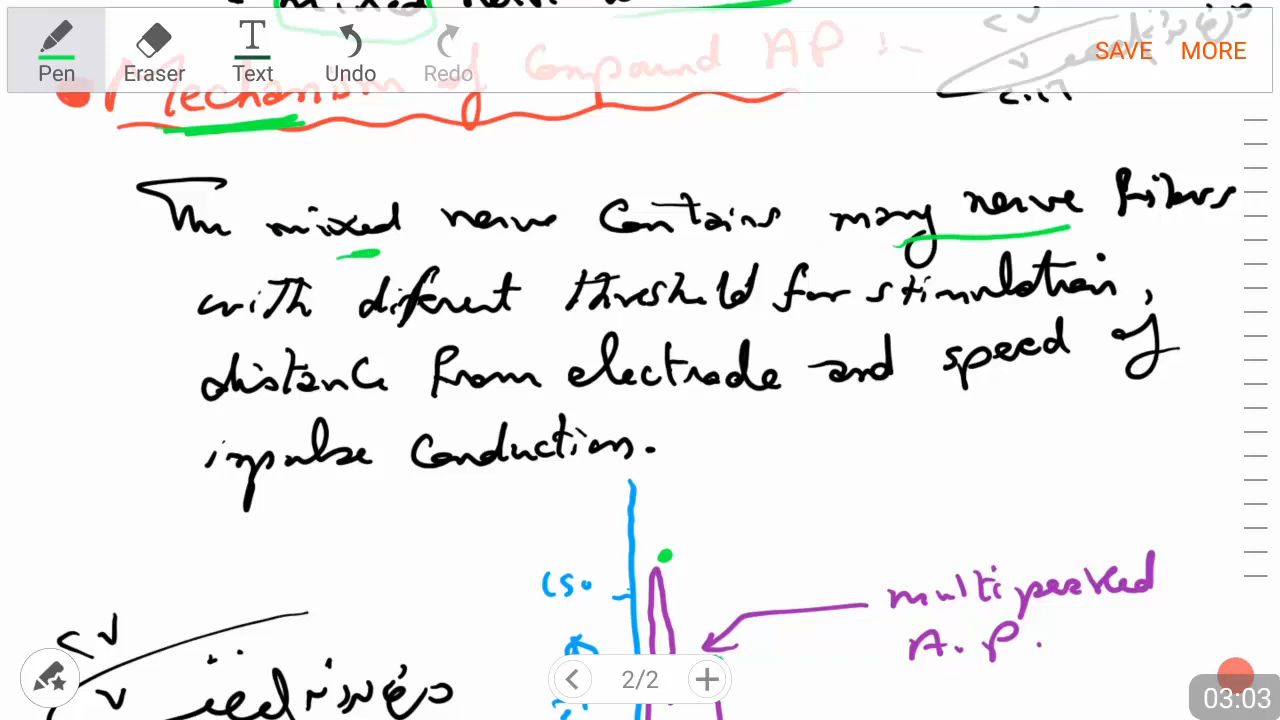 Pen
Eraser
Text
Undo
Redo
SAVE MORE
Mechanism of Compound AP :-
The mixed nerve contains many nerve fibers
with different threshold for stimulation,
distance from electrode and speed of
impulse conduction.
multipeaked
A.P.
2/2
03:03